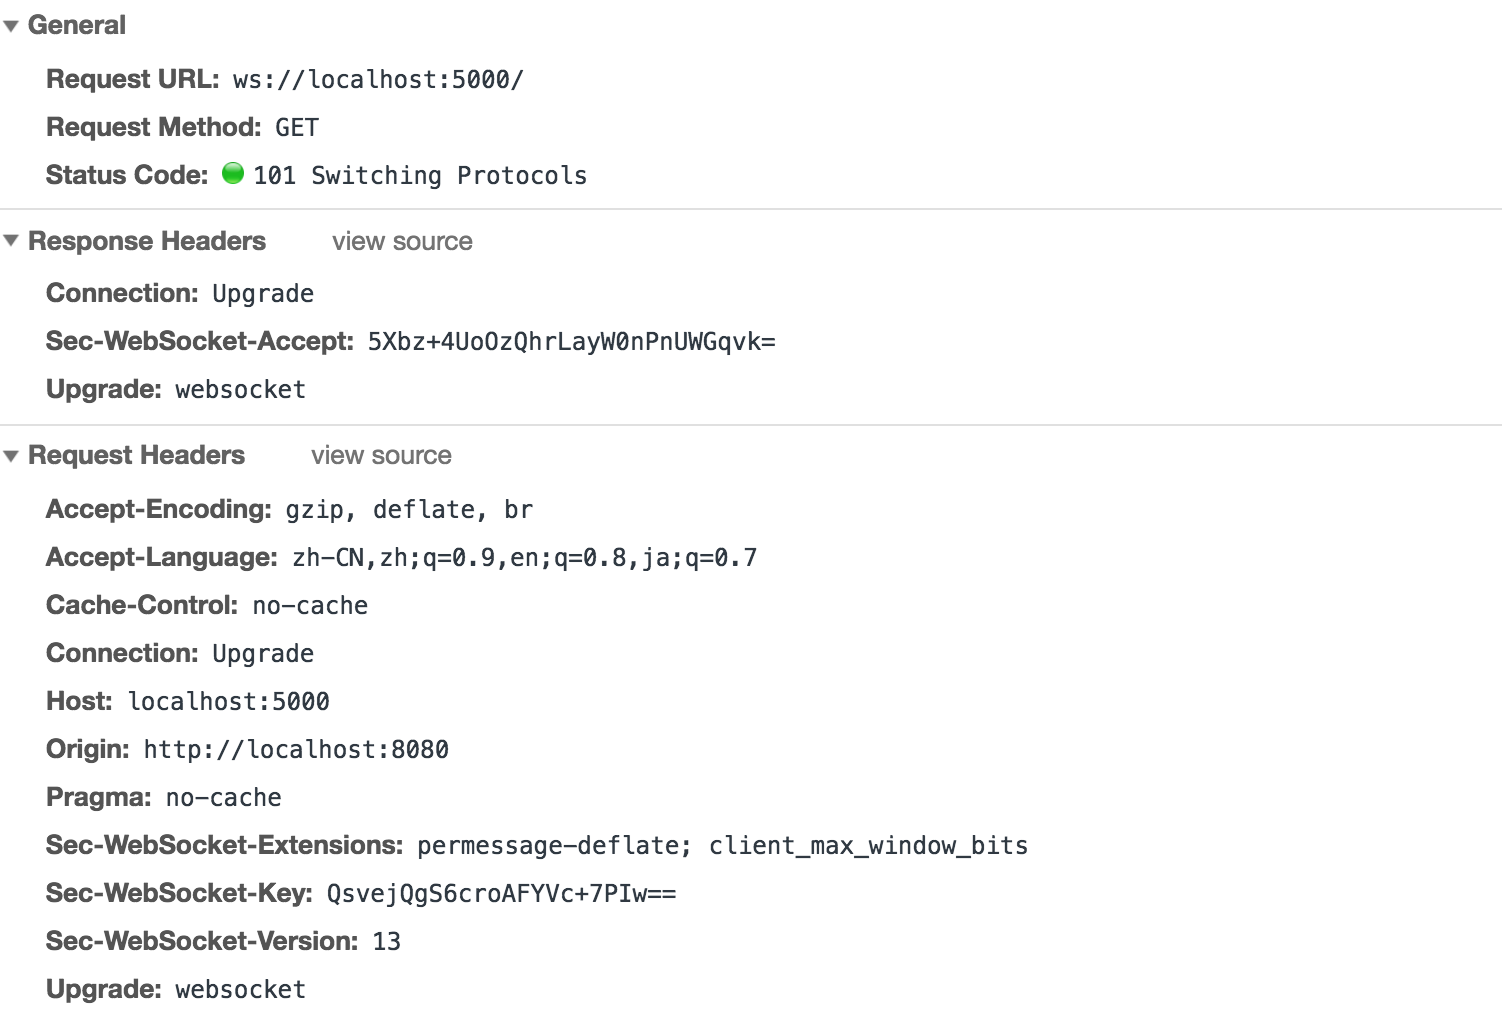 General
Request URL: ws://localhost:5000/
Request Method: GET
Status Code: 101 Switching Protocols
Response Headers view source
Connection: Upgrade
Sec-WebSocket-Accept: 5Xbz+4UoOzQhrLayW0nPnUWGqvk=
Upgrade: websocket
Request Headers view source
Accept-Encoding: gzip, deflate, br
Accept-Language: zh-CN,zh;q=0.9,en;q=0.8,ja;q=0.7
Cache-Control: no-cache
Connection: Upgrade
Host: localhost:5000
Origin: http://localhost:8080
Pragma: no-cache
Sec-WebSocket-Extensions: permessage-deflate; client_max_window_bits
Sec-WebSocket-Key: QsvejQgS6croAFYVc+7PIw==
Sec-WebSocket-Version: 13
Upgrade: websocket